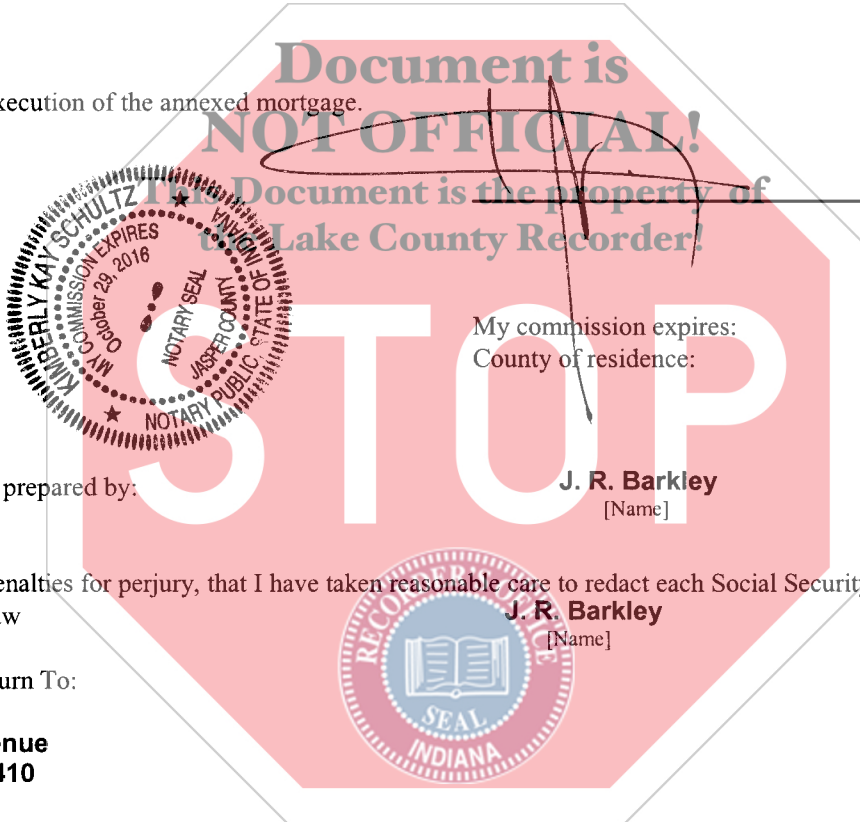 Document is
xecution of the annexed mortgage.
NOT OFFICIAL!
This Document is the property of
the Lake County Recorder!
KIMBERLY KAY SCHULTZ
MY COMMISSION EXPIRES
October 29, 2016
NOTARY SEAL
JASPER COUNTY
NOTARY PUBLIC, STATE OF INDIANA
My commission expires:
County of residence:
STOP
prepared by:
J. R. Barkley
[Name]
enalties for perjury, that I have taken reasonable care to redact each Social Security
aw
J. R. Barkley
[Name]
urn To:
enue
410
RECORDER'S OFFICE
SEAL
INDIANA